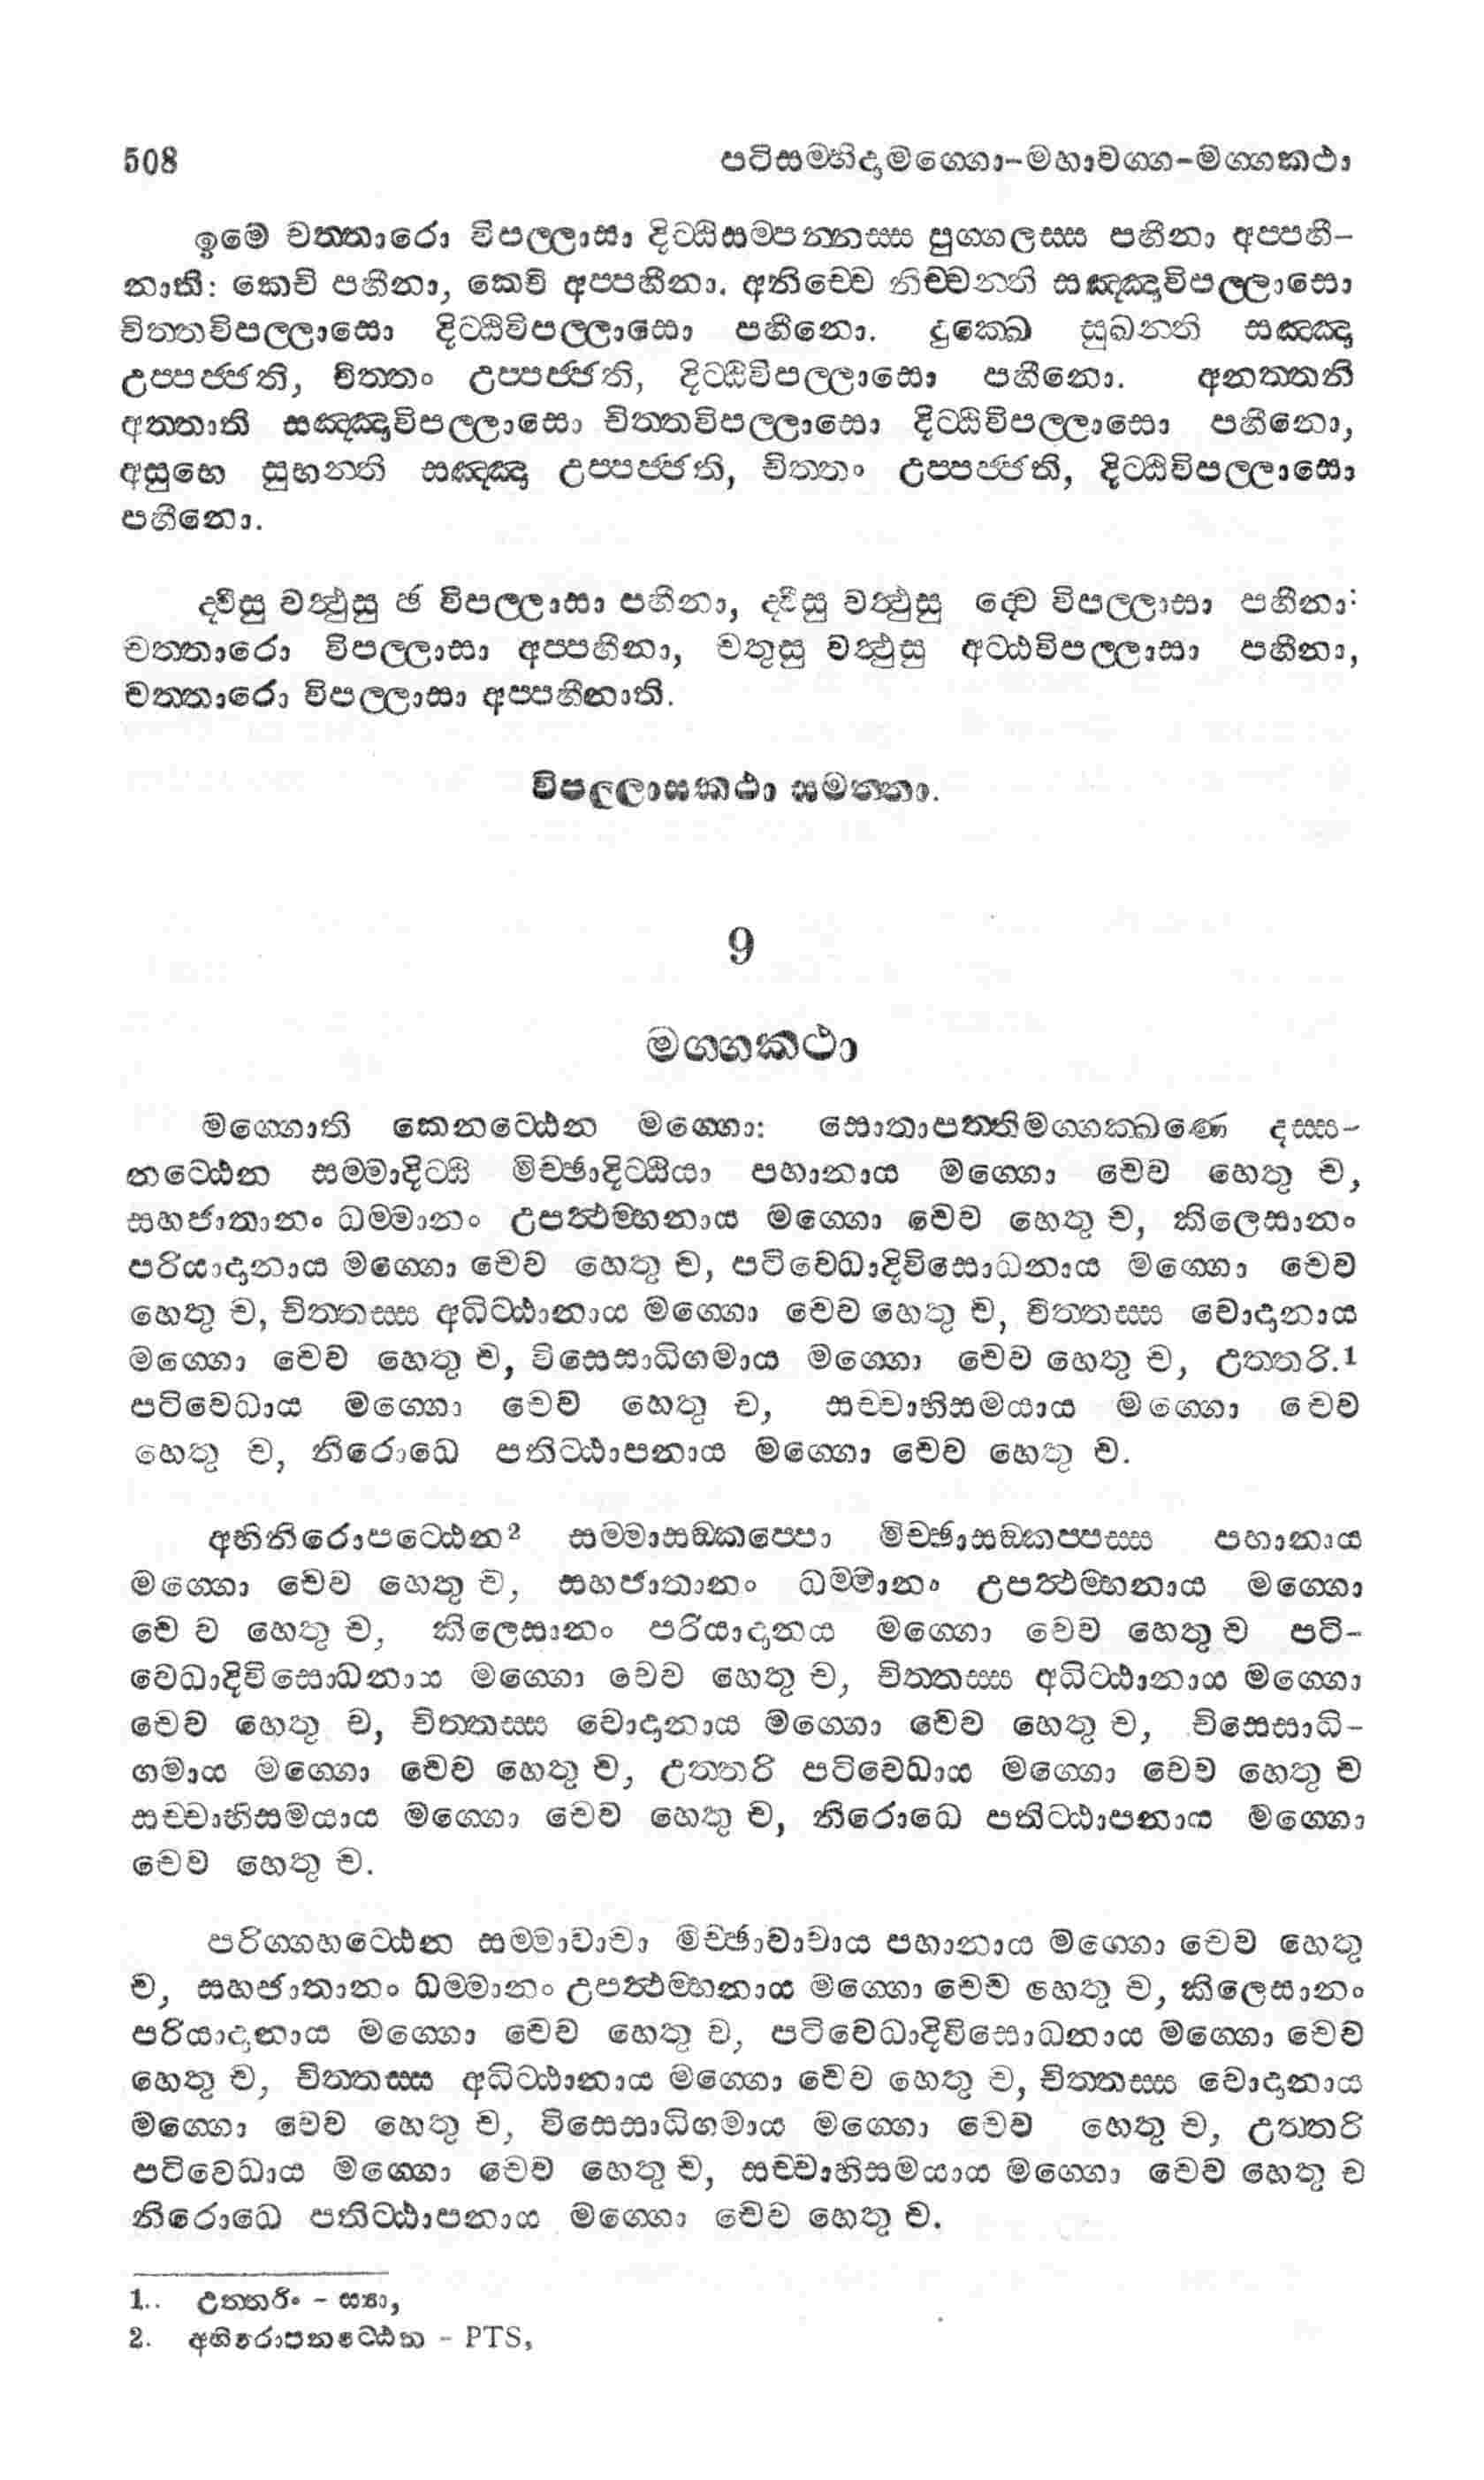 508 පටිසම්භිදාමග්ගො-මහාවග්ග-මග්ගකථා
ඉමෙ චත්තාරො විපල්ලාසා දිට්ඨිසම්පන්නස්ස පුග්ගලස්ස පහීනා අප්පහී-
නාති: කෙචි පහීනා, කෙචි අප්පහීනා. අනිච්චෙ නිච්චන්ති සඤ්ඤාවිපල්ලාසො
චිත්තවිපල්ලාසො දිට්ඨිවිපල්ලාසො පහීනො. දුක්ඛෙ සුඛන්ති සඤ්ඤා
උප්පජ්ජති, චිත්තං උප්පජ්ජති, දිට්ඨිවිපල්ලාසො පහීනො. අනත්තනි
අත්තාති සඤ්ඤාවිපල්ලාසො චිත්තවිපල්ලාසො දිට්ඨිවිපල්ලාසො පහීනො,
අසුභෙ සුභන්ති සඤ්ඤා උප්පජ්ජති, චිත්තං උප්පජ්ජති, දිට්ඨිවිපල්ලාසො
පහීනො.
ද්වීසු වත්ථුසු ඡ විපල්ලාසා පහීනා, ද්වීසු වත්ථුසු ද්වෙ විපල්ලාසා පහීනා:
චත්තාරො විපල්ලාසා අප්පහීනා, චතුසු වත්ථුසු අට්ඨවිපල්ලාසා පහීනා,
චත්තාරො විපල්ලාසා අප්පහීනාති.
විපල්ලාසකථා සමත්තා.
9
මග්ගකථා
මග්ගොති කෙනට්ඨෙන මග්ගො: සොතාපත්තිමග්ගක්ඛණෙ දස්ස-
නට්ඨෙන සම්මාදිට්ඨි මිච්ඡාදිට්ඨියා පහානාය මග්ගො චෙව හෙතු ච,
සහජාතානං ධම්මානං උපත්ථම්භනාය මග්ගො චෙව හෙතු ච, කිලෙසානං
පරියාදානාය මග්ගො චෙව හෙතු ච, පටිවෙධාදිවිසොධනාය මග්ගො චෙව
හෙතු ච, චිත්තස්ස අධිට්ඨානාය මග්ගො චෙව හෙතු ච, චිත්තස්ස වොදානාය
මග්ගො චෙව හෙතු ච, විසෙසාධිගමාය මග්ගො චෙව හෙතු ච, උත්තරි.1
පටිවෙධාය මග්ගො චෙව හෙතු ච, සච්චාභිසමයාය මග්ගො චෙව
හෙතු ච, නිරොධෙ පතිට්ඨාපනාය මග්ගො චෙව හෙතු ච.
අභිනිරොපට්ඨෙන2 සම්මාසඞ්කප්පො මිච්ඡාසඞ්කප්පස්ස පහානාය
මග්ගො චෙව හෙතු ච, සහජාතානං ධම්මානං උපත්ථම්භනාය මග්ගො
චෙ ව හෙතු ච, කිලෙසානං පරියාදානය මග්ගො චෙව හෙතු ච පටි-
වෙධාදිවිසොධනාය මග්ගො චෙව හෙතු ච, චිත්තස්ස අධිට්ඨානාය මග්ගො
චෙව හෙතු ච, චිත්තස්ස වොදානාය මග්ගො චෙව හෙතු ච, විසෙසාධි-
ගමාය මග්ගො චෙව හෙතු ච, උත්තරි පටිවෙධාය මග්ගො චෙව හෙතු ච
සච්චාභිසමයාය මග්ගො චෙව හෙතු ච, නිරොධෙ පතිට්ඨාපනාය මග්ගො
චෙව හෙතු ච.
පරිග්ගහට්ඨෙන සම්මාවාචා මිච්ඡාවාචාය පහානාය මග්ගො චෙව හෙතු
ච, සහජාතානං ධම්මානං උපත්ථම්භනාය මග්ගො චෙව හෙතු ච, කිලෙසානං
පරියාදානාය මග්ගො චෙව හෙතු ච, පටිවෙධාදිවිසොධනාය මග්ගො චෙව
හෙතු ච, චිත්තස්ස අධිට්ඨානාය මග්ගො චෙව හෙතු ච, චිත්තස්ස වොදානාය
මග්ගො චෙව හෙතු ච, විසෙසාධිගමාය මග්ගො චෙව හෙතු ච, උත්තරි
පටිවෙධාය මග්ගො චෙව හෙතු ච, සච්චාභිසමයාය මග්ගො චෙව හෙතු ච
නිරොධෙ පතිට්ඨාපනාය මග්ගො චෙව හෙතු ච.
1.. උත්තරිං - ස්‍යා,
2. අභිරොපනට්ඨෙන - PTS,